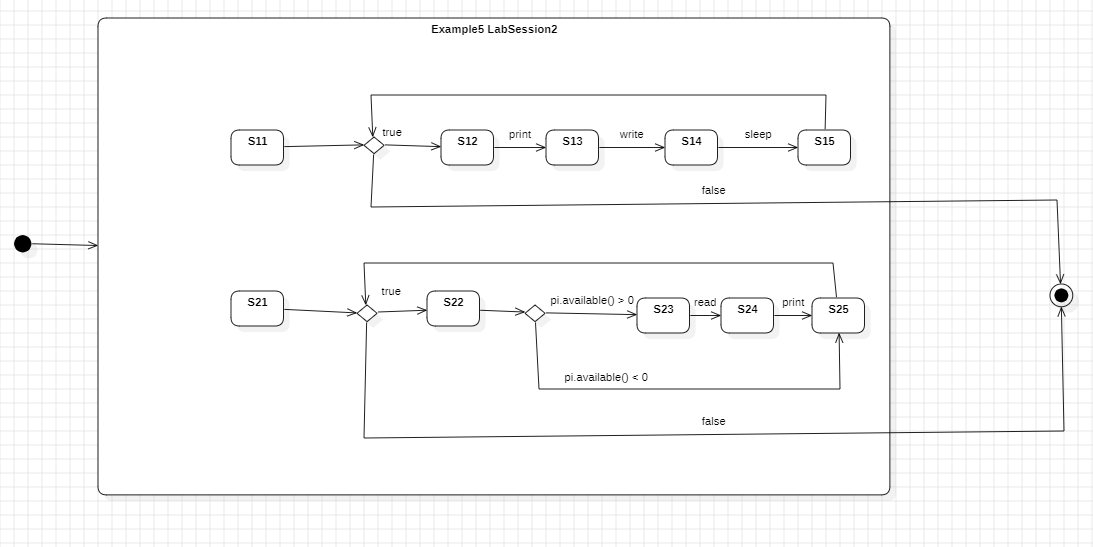 Example5 LabSession2
true
S11
S12
print
S13
write
S14
sleep
S15
false
S21
true
S22
pi.available() > 0
S23
read
S24
print
S25
pi.available() < 0
false